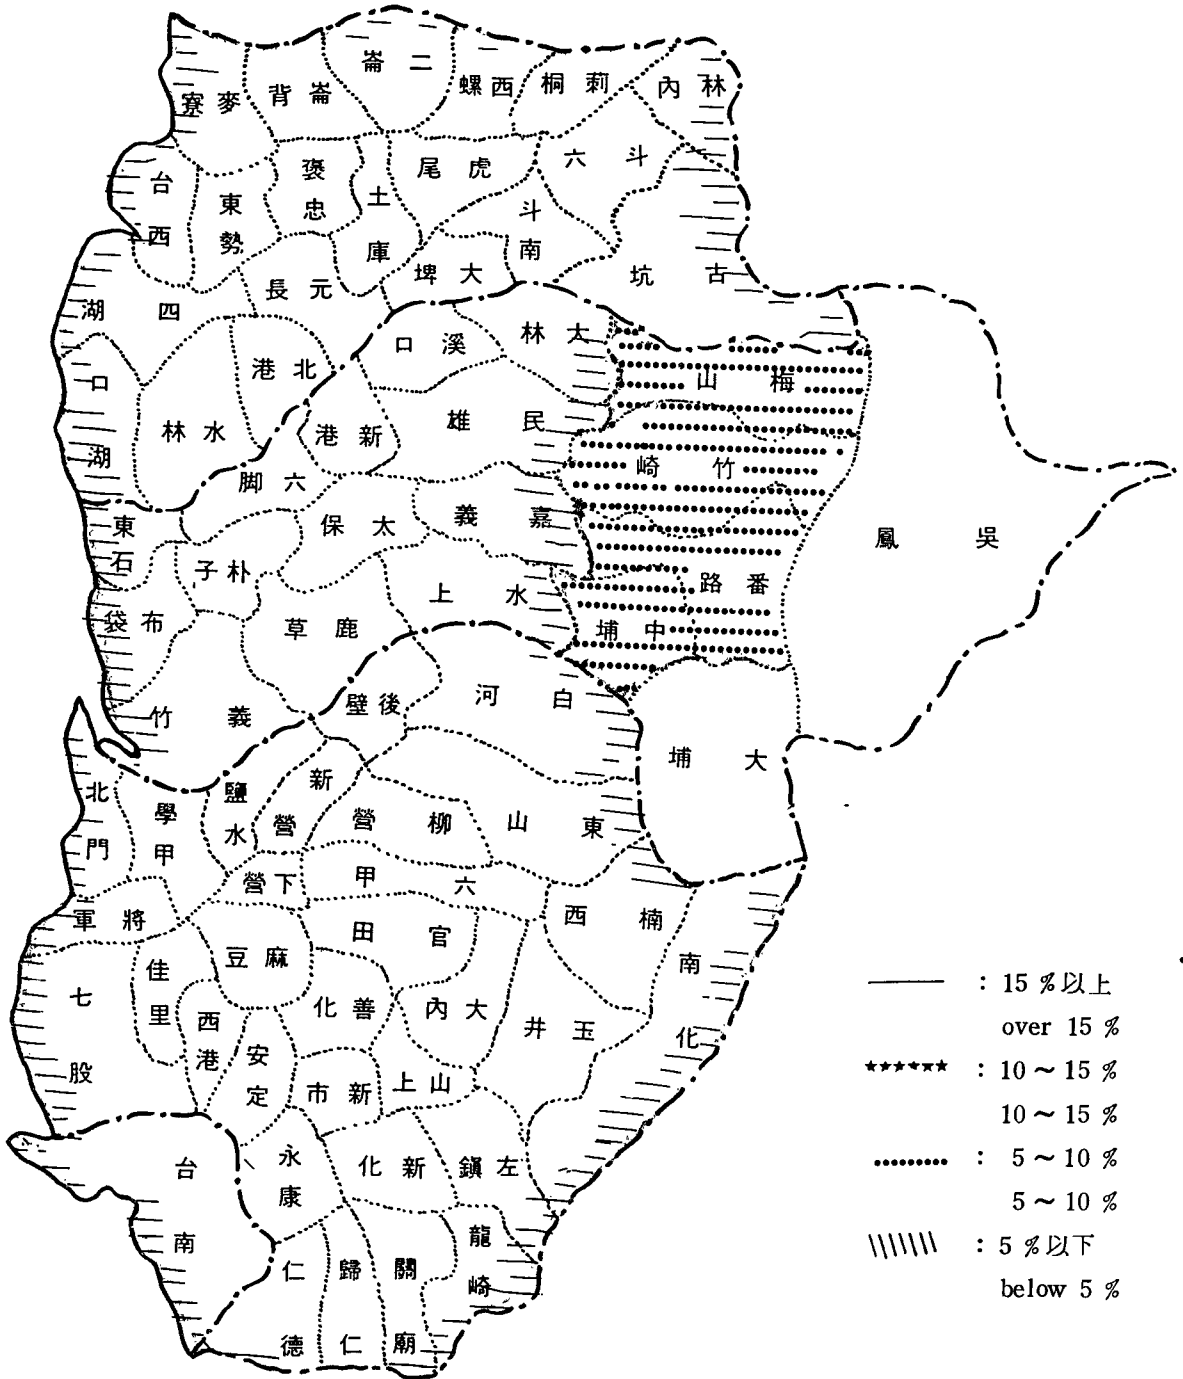 二 崙
崙 背
西 螺
莿 桐
林 內
麥 寮
斗 六
虎 尾
褒 忠
土 庫
台 西
東 勢
斗 南
大 埤
古 坑
元 長
四 湖
北 港
口 湖
水 林
溪 口
大 林
梅 山
新 港
民 雄
竹 崎
六 脚
太 保
嘉 義
吳 鳳
東 石
朴 子
番 路
水 上
中 埔
布 袋
鹿 草
義 竹
後 壁
白 河
大 埔
北 門
學 甲
鹽 水
新 營
柳 營
東 山
下 營
六 甲
將 軍
官 田
楠 西
麻 豆
南 化
佳 里
七 股
西 港
善 化
大 內
玉 井
安 定
新 市
山 上
永 康
新 化
左 鎭
台 南
龍 崎
仁 德
歸 仁
關 廟
: 15 % 以上
over 15 %
: 10 ~ 15 %
10 ~ 15 %
: 5 ~ 10 %
5 ~ 10 %
: 5 % 以下
below 5 %